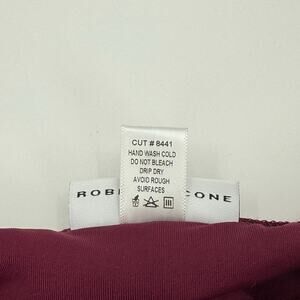 CUT # 8441
HAND WASH COLD
DO NOT BLEACH
DRIP DRY
AVOID ROUGH
SURFACES
ROB
CONE